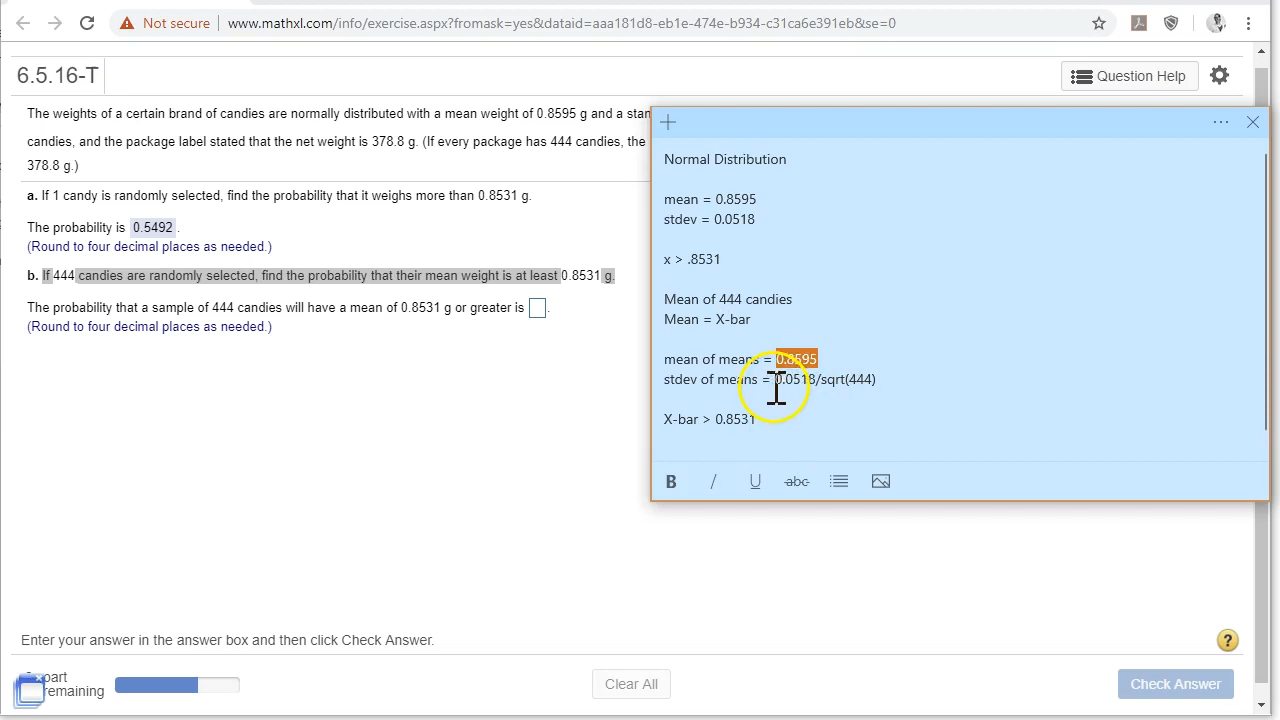 Not secure
www.mathxl.com/info/exercise.aspx?fromask=yes&dataid=aaa181d8-eb1e-474e-b934-c31ca6e391eb&se=0
6.5.16-T
Question Help
The weights of a certain brand of candies are normally distributed with a mean weight of 0.8595 g and a stan
candies, and the package label stated that the net weight is 378.8 g. (If every package has 444 candies, the
378.8 g.)
a. If 1 candy is randomly selected, find the probability that it weighs more than 0.8531 g.
The probability is 0.5492.
(Round to four decimal places as needed.)
b. If 444 candies are randomly selected, find the probability that their mean weight is at least 0.8531 g.
The probability that a sample of 444 candies will have a mean of 0.8531 g or greater is .
(Round to four decimal places as needed.)
Normal Distribution
mean = 0.8595
stdev = 0.0518
x > .8531
Mean of 444 candies
Mean = X-bar
mean of means = 0.8595
stdev of means = 0.0518/sqrt(444)
X-bar > 0.8531
B / U abc
Enter your answer in the answer box and then click Check Answer.
?
part
remaining
Clear All
Check Answer